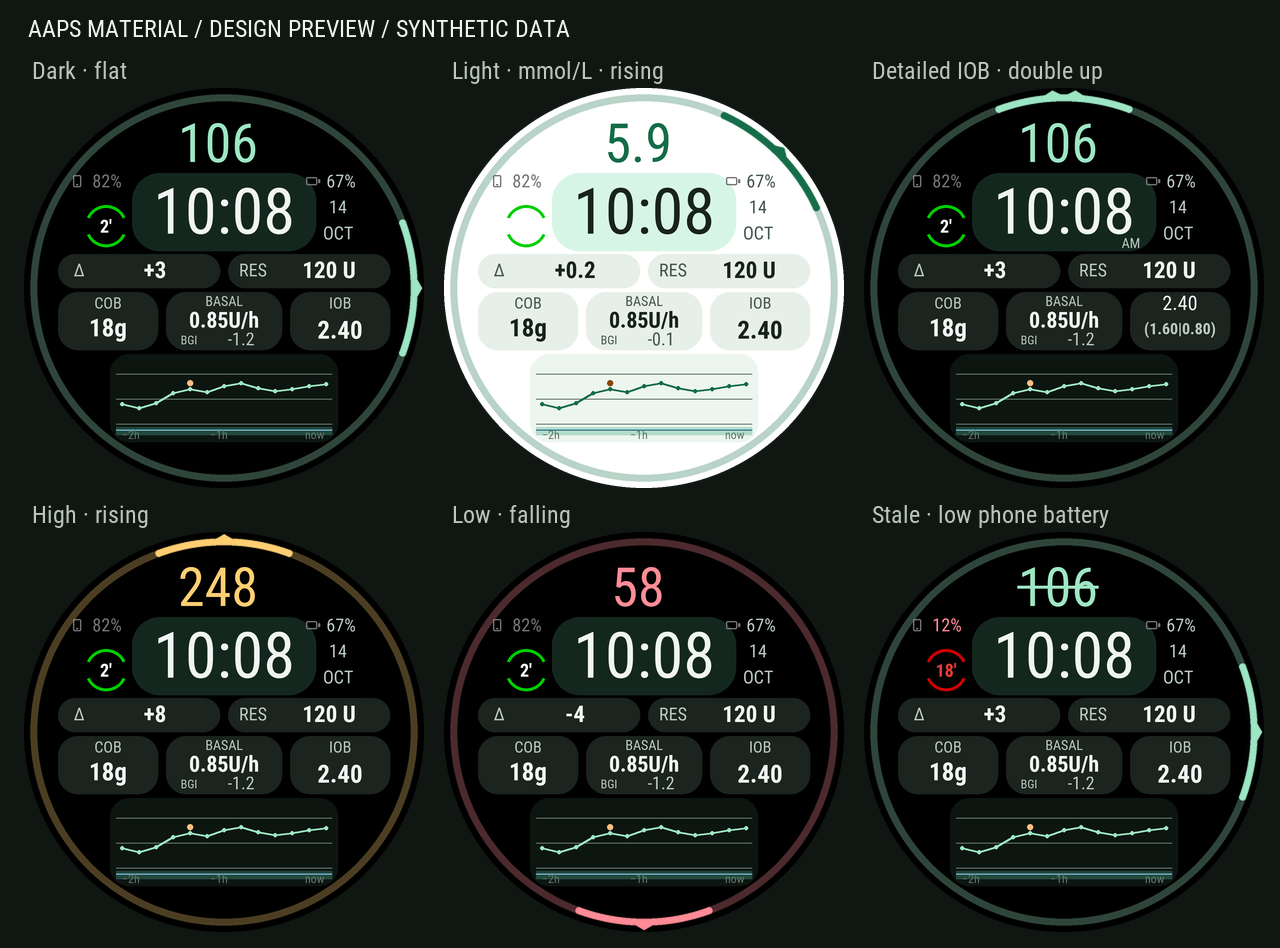 AAPS MATERIAL / DESIGN PREVIEW / SYNTHETIC DATA
Dark · flat
106
82%
67%
10:08
14
2'
OCT
Δ +3
RES 120 U
COB
18g
BASAL
0.85U/h
BGI -1.2
IOB
2.40
−2h −1h now
Light · mmol/L · rising
5.9
82%
67%
10:08
14
OCT
Δ +0.2
RES 120 U
COB
18g
BASAL
0.85U/h
BGI -0.1
IOB
2.40
−2h −1h now
Detailed IOB · double up
106
82%
67%
10:08
AM
14
2'
OCT
Δ +3
RES 120 U
COB
18g
BASAL
0.85U/h
BGI -1.2
2.40
(1.60|0.80)
−2h −1h now
High · rising
248
82%
67%
10:08
14
2'
OCT
Δ +8
RES 120 U
COB
18g
BASAL
0.85U/h
BGI -1.2
IOB
2.40
−2h −1h now
Low · falling
58
82%
67%
10:08
14
2'
OCT
Δ -4
RES 120 U
COB
18g
BASAL
0.85U/h
BGI -1.2
IOB
2.40
−2h −1h now
Stale · low phone battery
106
12%
67%
10:08
14
18'
OCT
Δ +3
RES 120 U
COB
18g
BASAL
0.85U/h
BGI -1.2
IOB
2.40
−2h −1h now